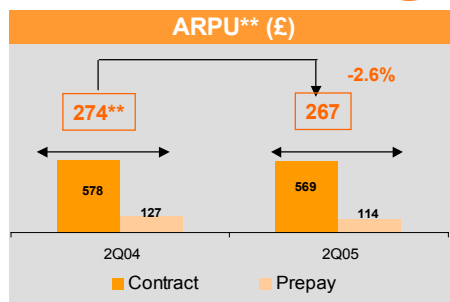 ARPU** (£)
-2.6%
274**
267
578
127
569
114
2Q04
2Q05
Contract
Prepay